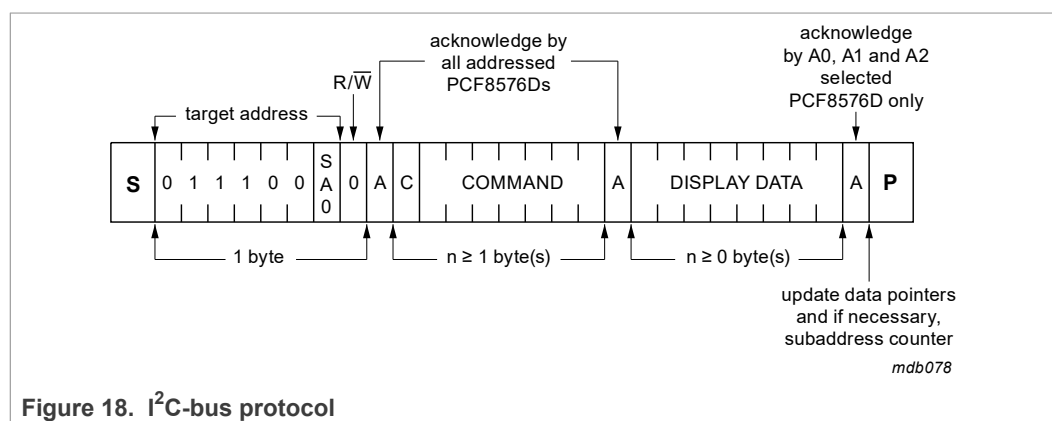 acknowledge by
all addressed
PCF8576Ds
acknowledge
by A0, A1 and A2
selected
PCF8576D only
R/W̅
target address
S 0 1 1 1 0 0 S A 0 0 A C COMMAND A DISPLAY DATA A P
1 byte
n ≥ 1 byte(s)
n ≥ 0 byte(s)
update data pointers
and if necessary,
subaddress counter
mdb078
Figure 18. I²C-bus protocol